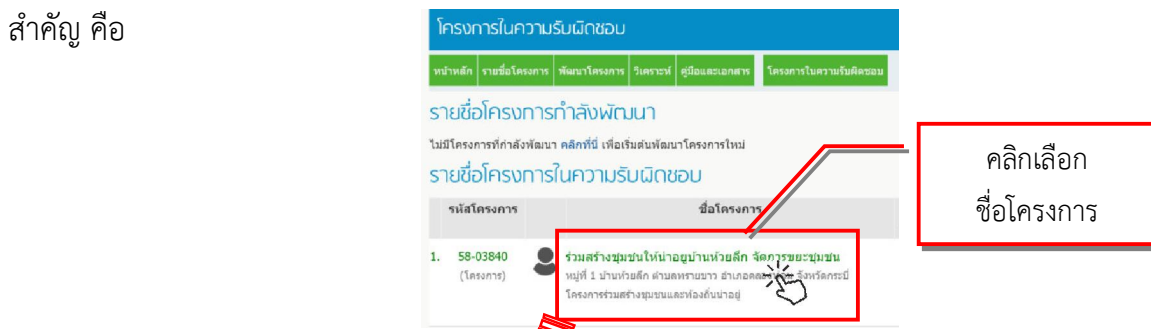 สำคัญ คือ
โครงการในความรับผิดชอบ
หน้าหลัก รายชื่อโครงการ พัฒนาโครงการ วิเคราะห์ คู่มือและเอกสาร โครงการในความรับผิดชอบ
รายชื่อโครงการกำลังพัฒนา
ไม่มีโครงการที่กำลังพัฒนา คลิกที่นี่ เพื่อเริ่มต้นพัฒนาโครงการใหม่
รายชื่อโครงการในความรับผิดชอบ
คลิกเลือก
ชื่อโครงการ
รหัสโครงการ ชื่อโครงการ
1. 58-03840 ร่วมสร้างชุมชนให้น่าอยู่บ้านห้วยลึก จัดการขยะชุมชน
(โครงการ) หมู่ที่ 1 บ้านห้วยลึก ตำบลทรายขาว อำเภอ จังหวัดกระบี่
โครงการร่วมสร้างชุมชนและท้องถิ่นน่าอยู่